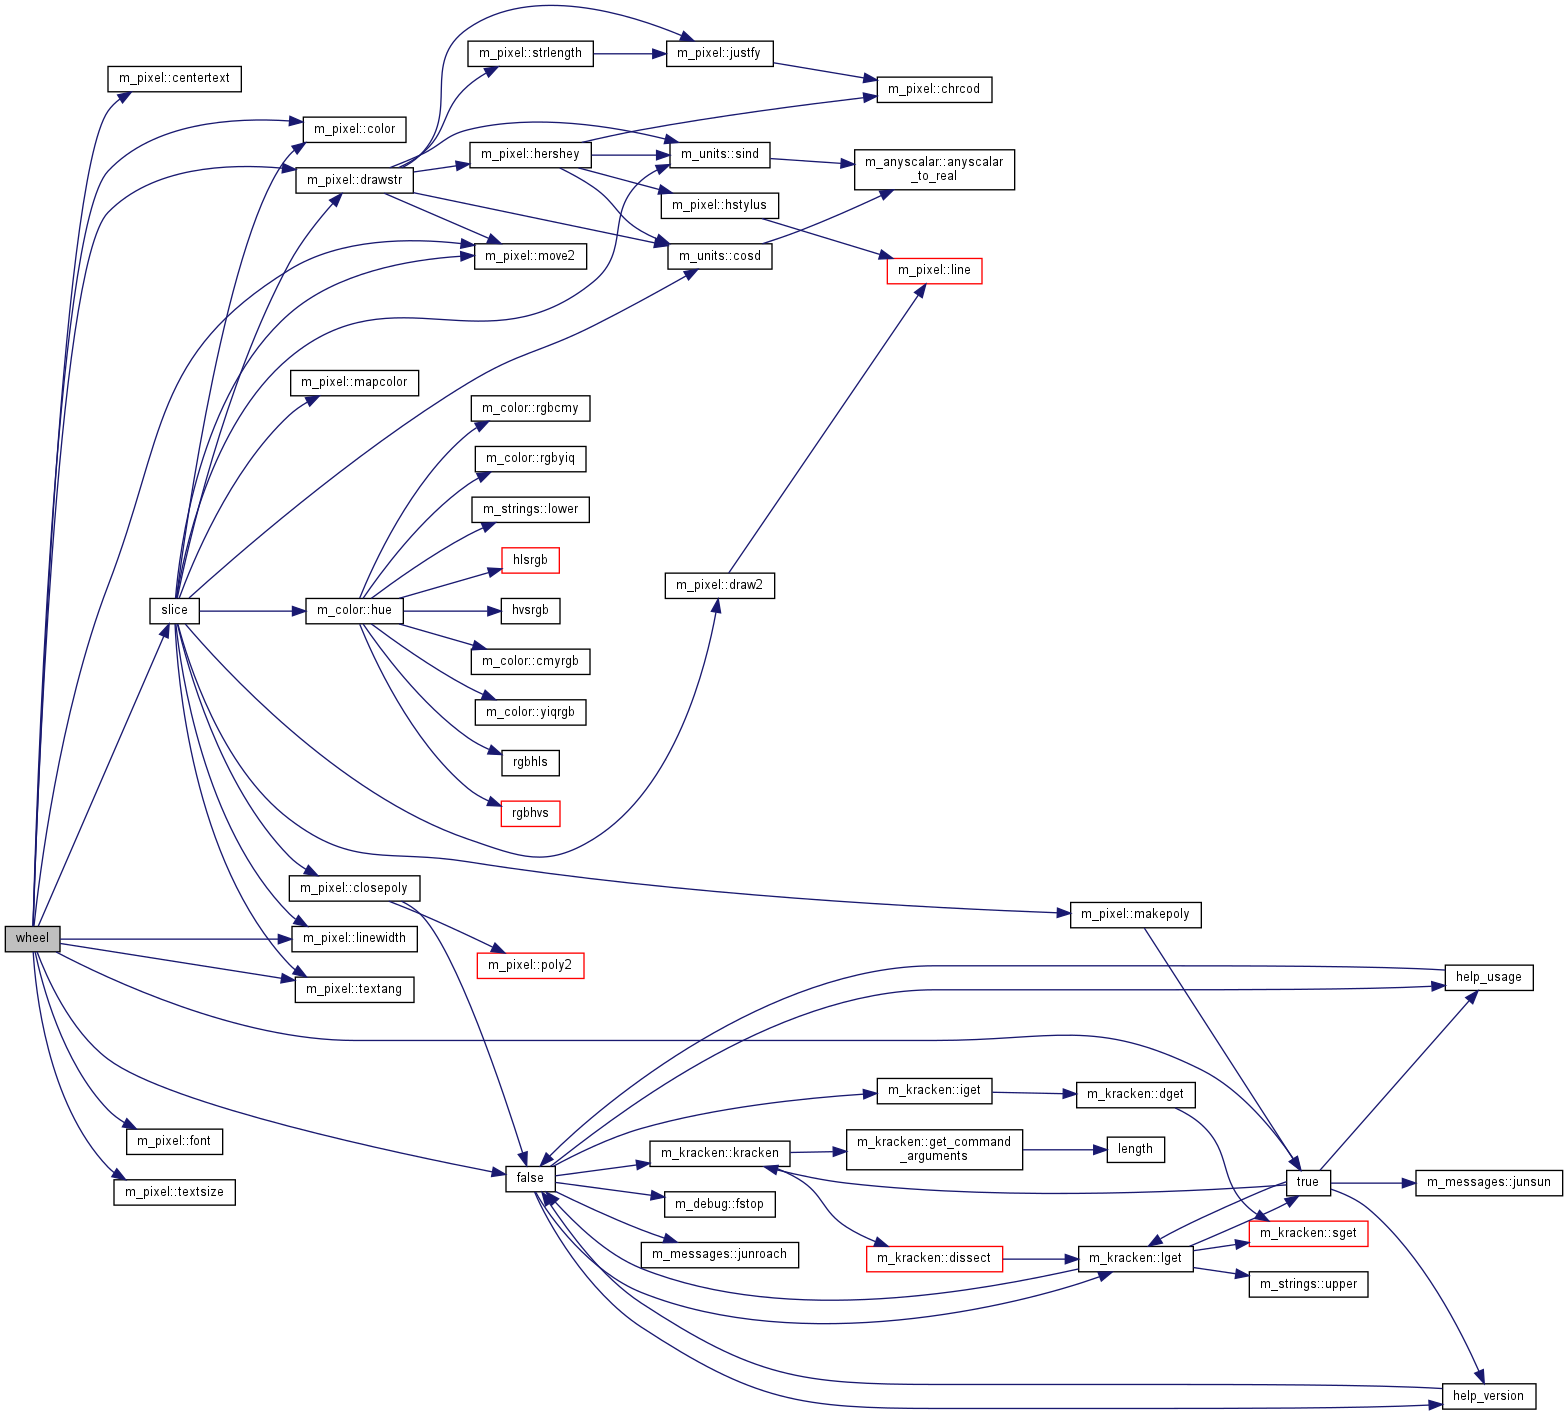 m_pixel::strlength
m_pixel::justfy
m_pixel::centertext
m_pixel::chrcod
m_pixel::color
m_pixel::hershey
m_units::sind
m_anyscalar::anyscalar
_to_real
m_pixel::drawstr
m_pixel::hstylus
m_pixel::move2
m_units::cosd
m_pixel::line
m_pixel::mapcolor
m_color::rgbcmy
m_color::rgbyiq
m_strings::lower
hlsrgb
m_pixel::draw2
slice
m_color::hue
hvsrgb
m_color::cmyrgb
m_color::yiqrgb
rgbhls
rgbhvs
m_pixel::closepoly
m_pixel::makepoly
wheel
m_pixel::linewidth
m_pixel::poly2
help_usage
m_pixel::textang
m_kracken::iget
m_kracken::dget
m_pixel::font
m_kracken::kracken
m_kracken::get_command
_arguments
length
false
true
m_messages::junsun
m_pixel::textsize
m_debug::fstop
m_kracken::sget
m_messages::junroach
m_kracken::dissect
m_kracken::lget
m_strings::upper
help_version